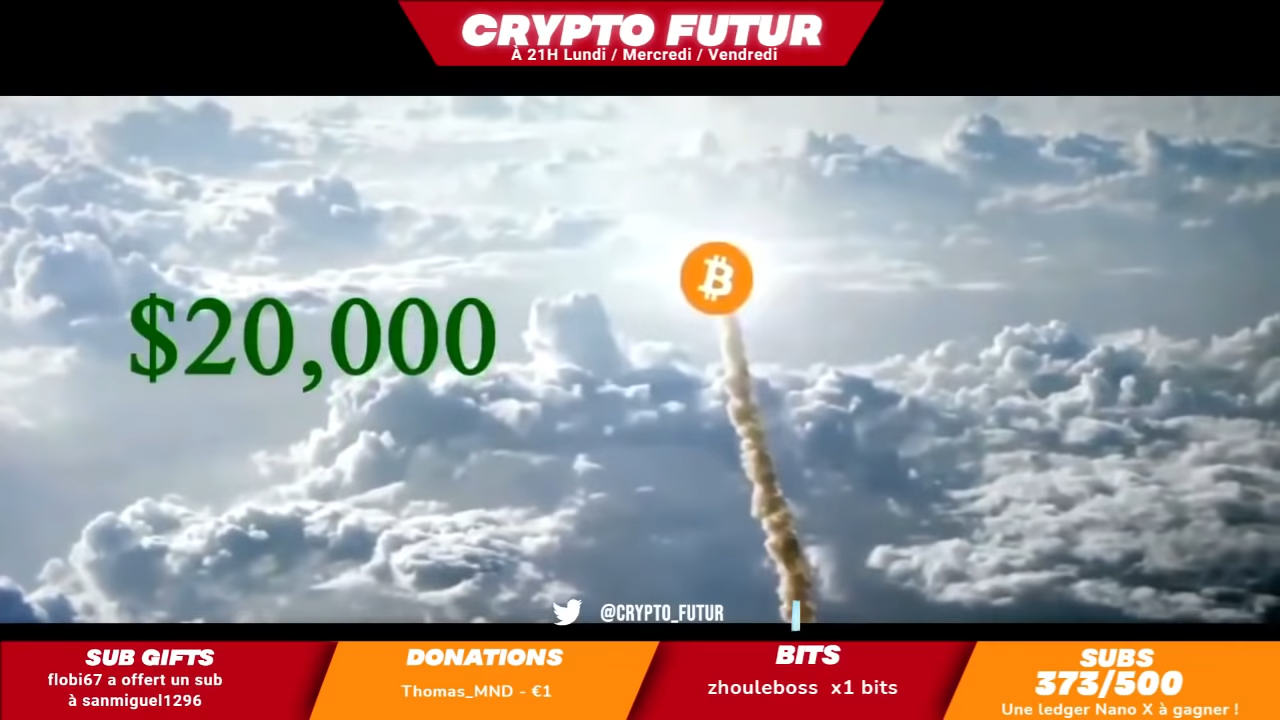 CRYPTO FUTUR
À 21H Lundi / Mercredi / Vendredi
$20,000
@CRYPTO_FUTUR
SUB GIFTS
flobi67 a offert un sub
à sanmiguel1296
DONATIONS
Thomas_MND - €1
BITS
zhouleboss x1 bits
SUBS
373/500
Une ledger Nano X à gagner !